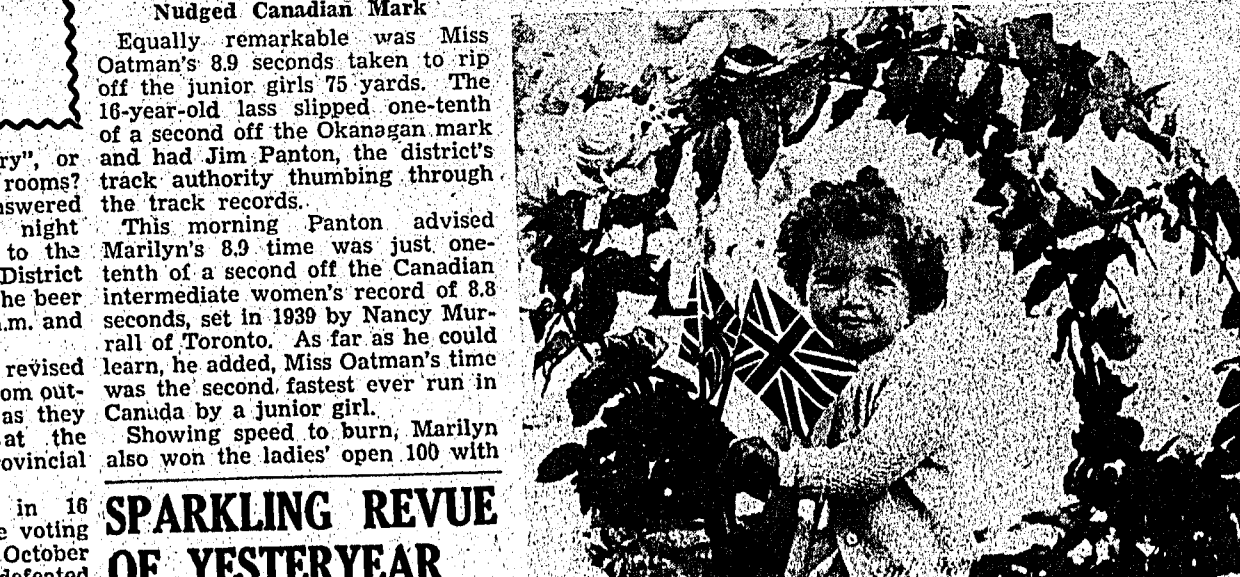 ry", or
rooms?
nswered
night
to the
District
he beer
.m. and
revised
om out-
as they
at the
ovincial
in 16
e voting
October
defeated
Nudged Canadian Mark
Equally remarkable was Miss
Oatman's 8.9 seconds taken to rip
off the junior girls 75 yards. The
16-year-old lass slipped one-tenth
of a second off the Okanagan mark
and had Jim Panton, the district's
track authority thumbing through
the track records.
This morning Panton advised
Marilyn's 8.9 time was just one-
tenth of a second off the Canadian
intermediate women's record of 8.8
seconds, set in 1939 by Nancy Mur-
rall of Toronto. As far as he could
learn, he added, Miss Oatman's time
was the second fastest ever run in
Canada by a junior girl.
Showing speed to burn, Marilyn
also won the ladies' open 100 with
SPARKLING REVUE
OF YESTERYEAR